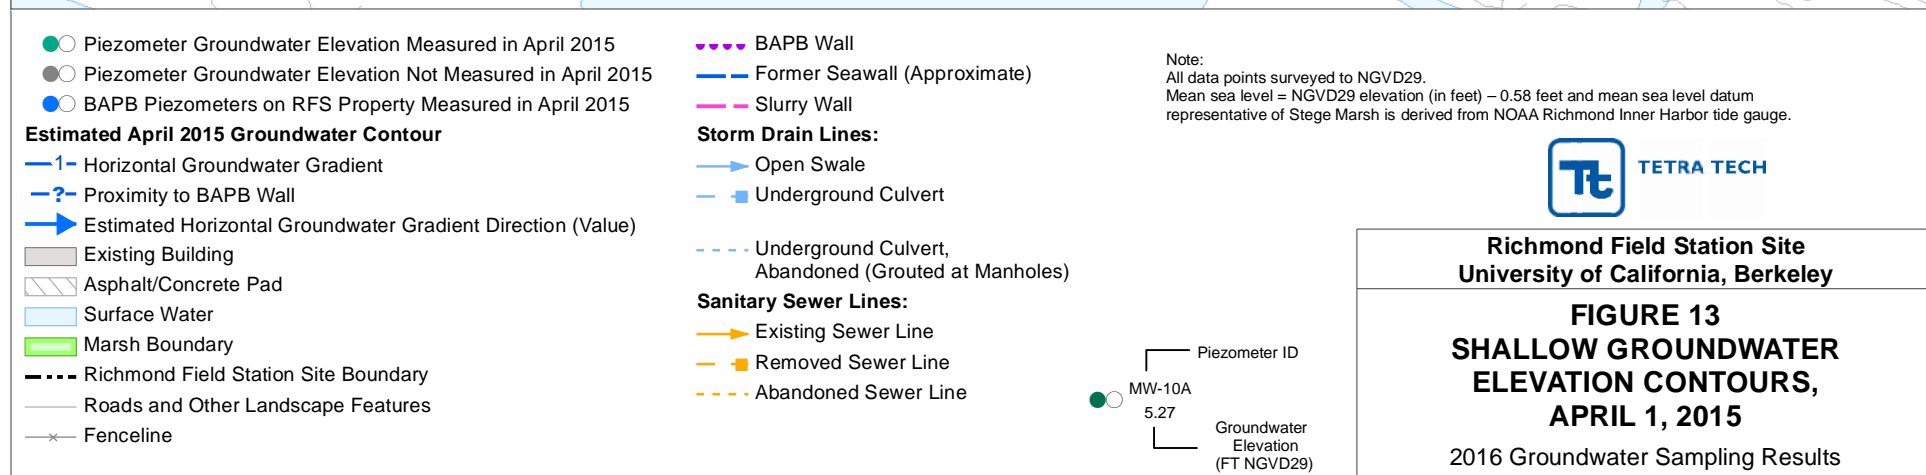 Piezometer Groundwater Elevation Measured in April 2015
Piezometer Groundwater Elevation Not Measured in April 2015
BAPB Piezometers on RFS Property Measured in April 2015
Estimated April 2015 Groundwater Contour
1
Horizontal Groundwater Gradient
?
Proximity to BAPB Wall
Estimated Horizontal Groundwater Gradient Direction (Value)
Existing Building
Asphalt/Concrete Pad
Surface Water
Marsh Boundary
Richmond Field Station Site Boundary
Roads and Other Landscape Features
Fenceline
BAPB Wall
Former Seawall (Approximate)
Slurry Wall
Storm Drain Lines:
Open Swale
Underground Culvert
Underground Culvert,
Abandoned (Grouted at Manholes)
Sanitary Sewer Lines:
Existing Sewer Line
Removed Sewer Line
Abandoned Sewer Line
Piezometer ID
MW-10A
5.27
Groundwater
Elevation
(FT NGVD29)
Note:
All data points surveyed to NGVD29.
Mean sea level = NGVD29 elevation (in feet) – 0.58 feet and mean sea level datum
representative of Stege Marsh is derived from NOAA Richmond Inner Harbor tide gauge.
Tt
TETRA TECH
Richmond Field Station Site
University of California, Berkeley
FIGURE 13
SHALLOW GROUNDWATER
ELEVATION CONTOURS,
APRIL 1, 2015
2016 Groundwater Sampling Results